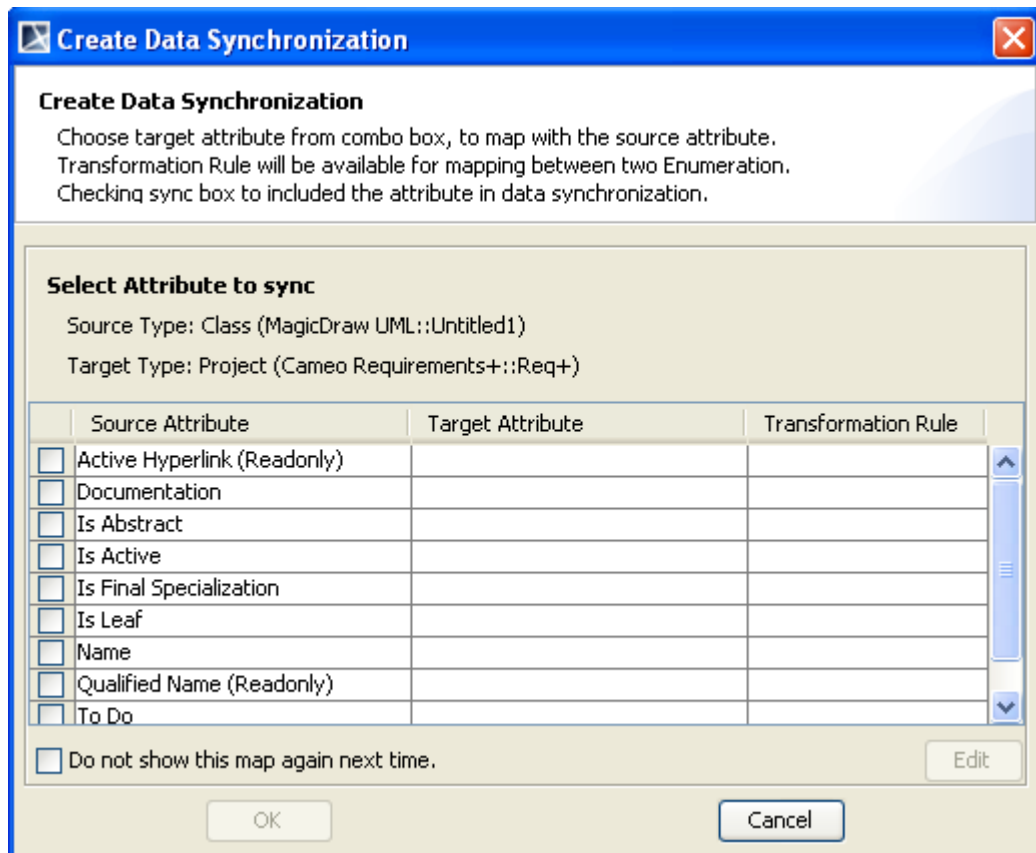 Create Data Synchronization
Create Data Synchronization
Choose target attribute from combo box, to map with the source attribute.
Transformation Rule will be available for mapping between two Enumeration.
Checking sync box to included the attribute in data synchronization.
Select Attribute to sync
Source Type: Class (MagicDraw UML::Untitled1)
Target Type: Project (Cameo Requirements+::Req+)
Source Attribute Target Attribute Transformation Rule
Active Hyperlink (Readonly)
Documentation
Is Abstract
Is Active
Is Final Specialization
Is Leaf
Name
Qualified Name (Readonly)
To Do
Do not show this map again next time. Edit
OK Cancel